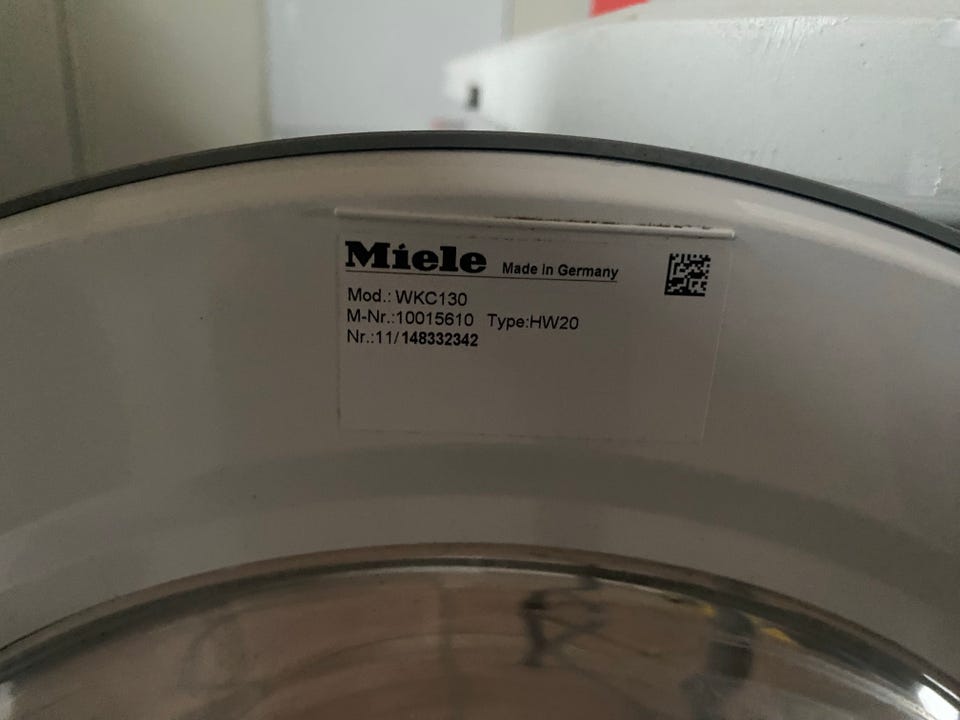 Miele Made in Germany
Mod.: WKC130
M-Nr.:10015610 Type:HW20
Nr.:11/148332342